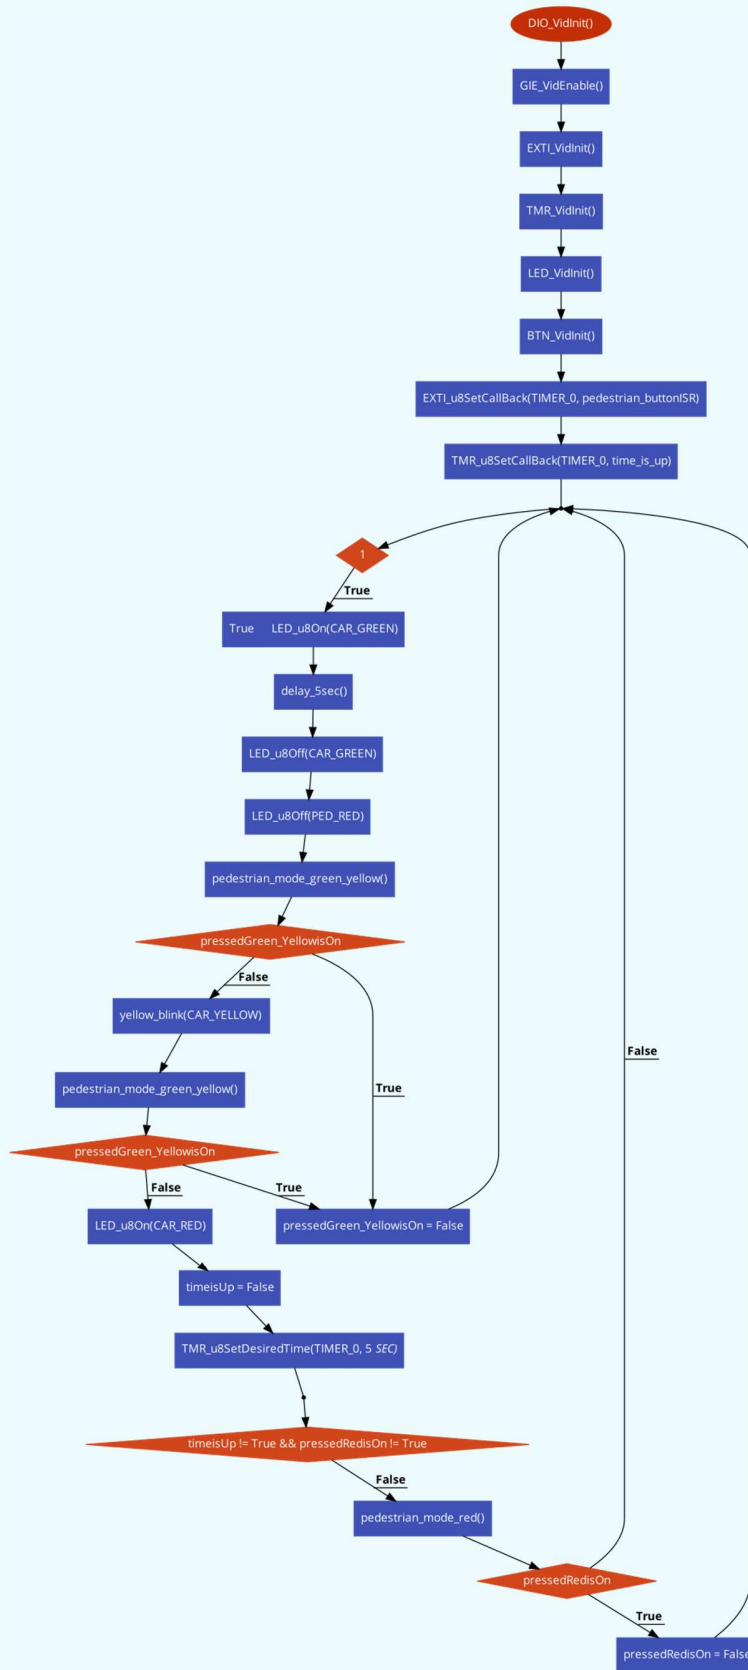 DIO_VidInit()
GIE_VidEnable()
EXTI_VidInit()
TMR_VidInit()
LED_VidInit()
BTN_VidInit()
EXTI_u8SetCallBack(TIMER_0, pedestrian_buttonISR)
TMR_u8SetCallBack(TIMER_0, time_is_up)
1
True
True LED_u8On(CAR_GREEN)
delay_5sec()
LED_u8Off(CAR_GREEN)
LED_u8Off(PED_RED)
pedestrian_mode_green_yellow()
pressedGreen_YellowisOn
False
yellow_blink(CAR_YELLOW)
False
pedestrian_mode_green_yellow()
True
pressedGreen_YellowisOn
False
True
LED_u8On(CAR_RED)
pressedGreen_YellowisOn = False
timeisUp = False
TMR_u8SetDesiredTime(TIMER_0, 5 SEC)
timeisUp != True && pressedRedisOn != True
False
pedestrian_mode_red()
pressedRedisOn
True
pressedRedisOn = False